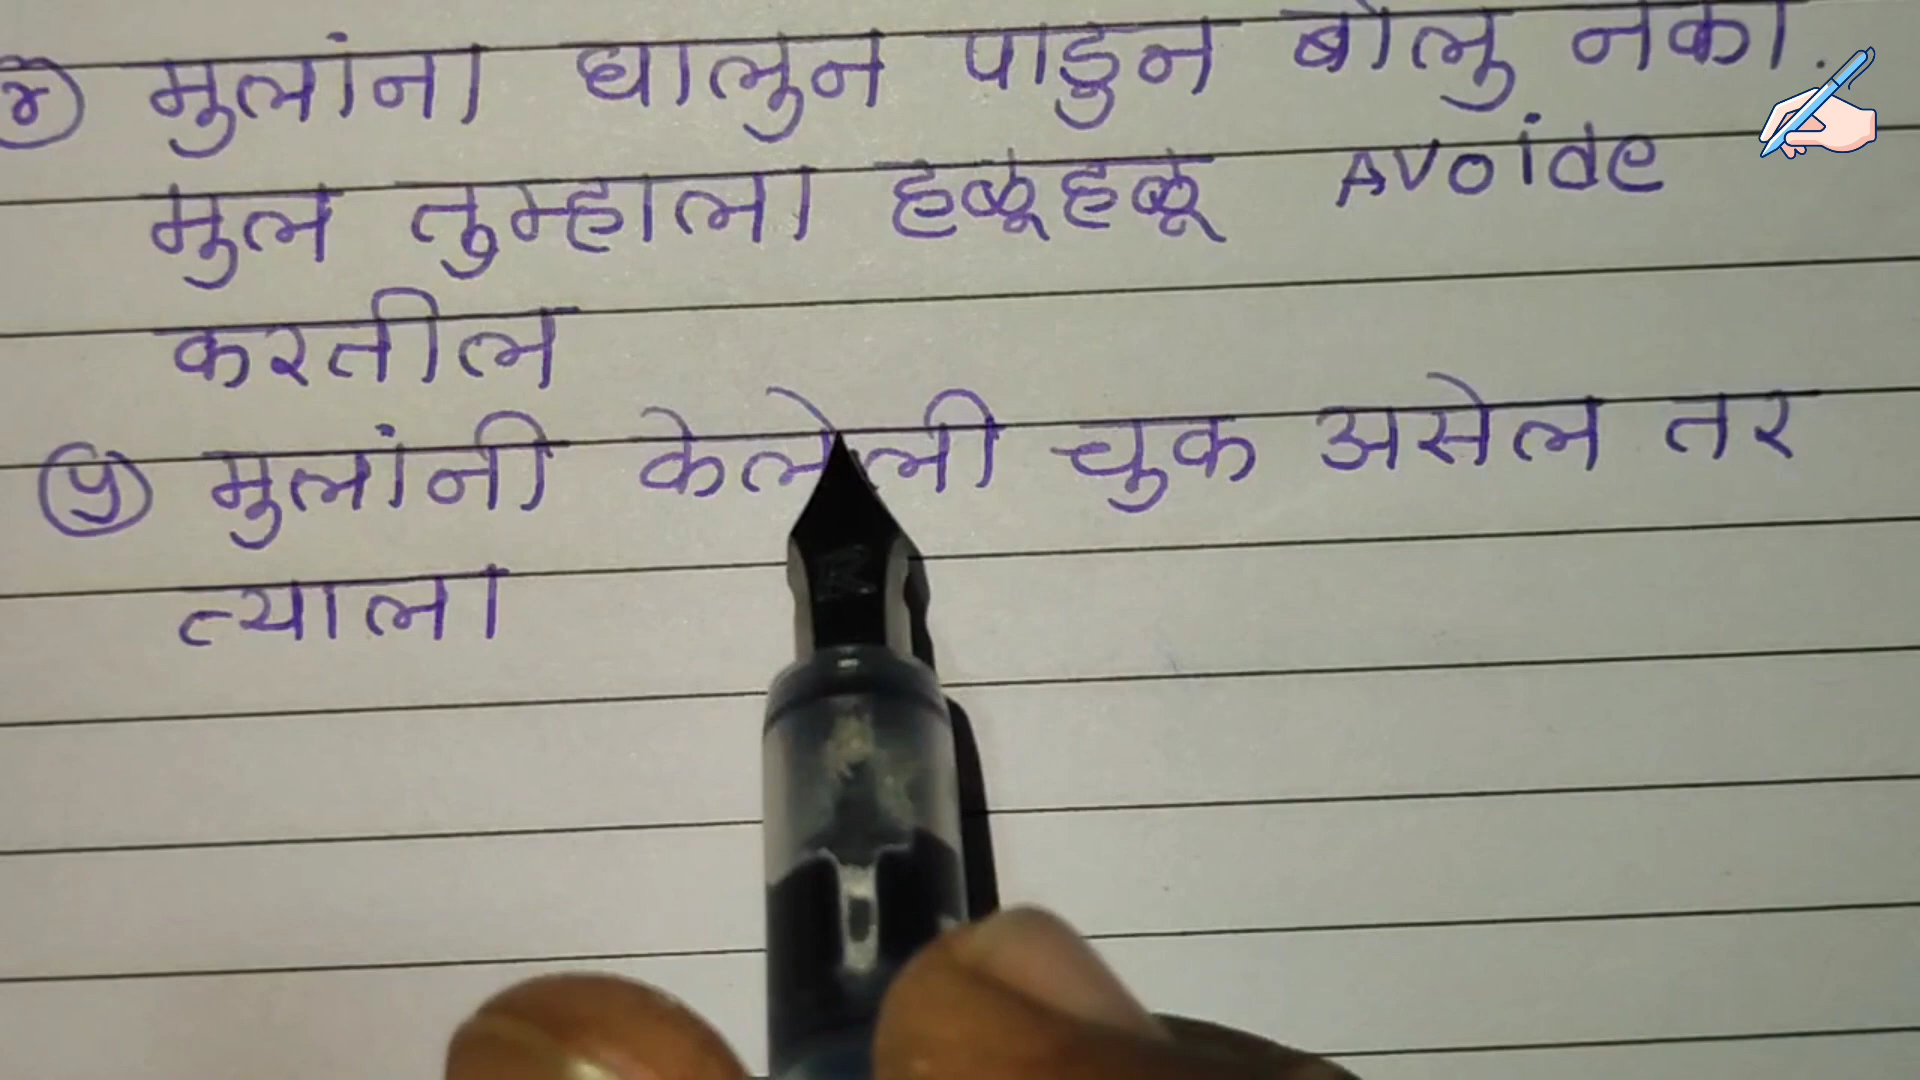 ४ मुलांना घालुन पाडुन बोलु नका.
मुल तुम्हाला हळूहळू Avoide
करतील
५ मुलांनी केलेली चुक असेल तर
त्याला